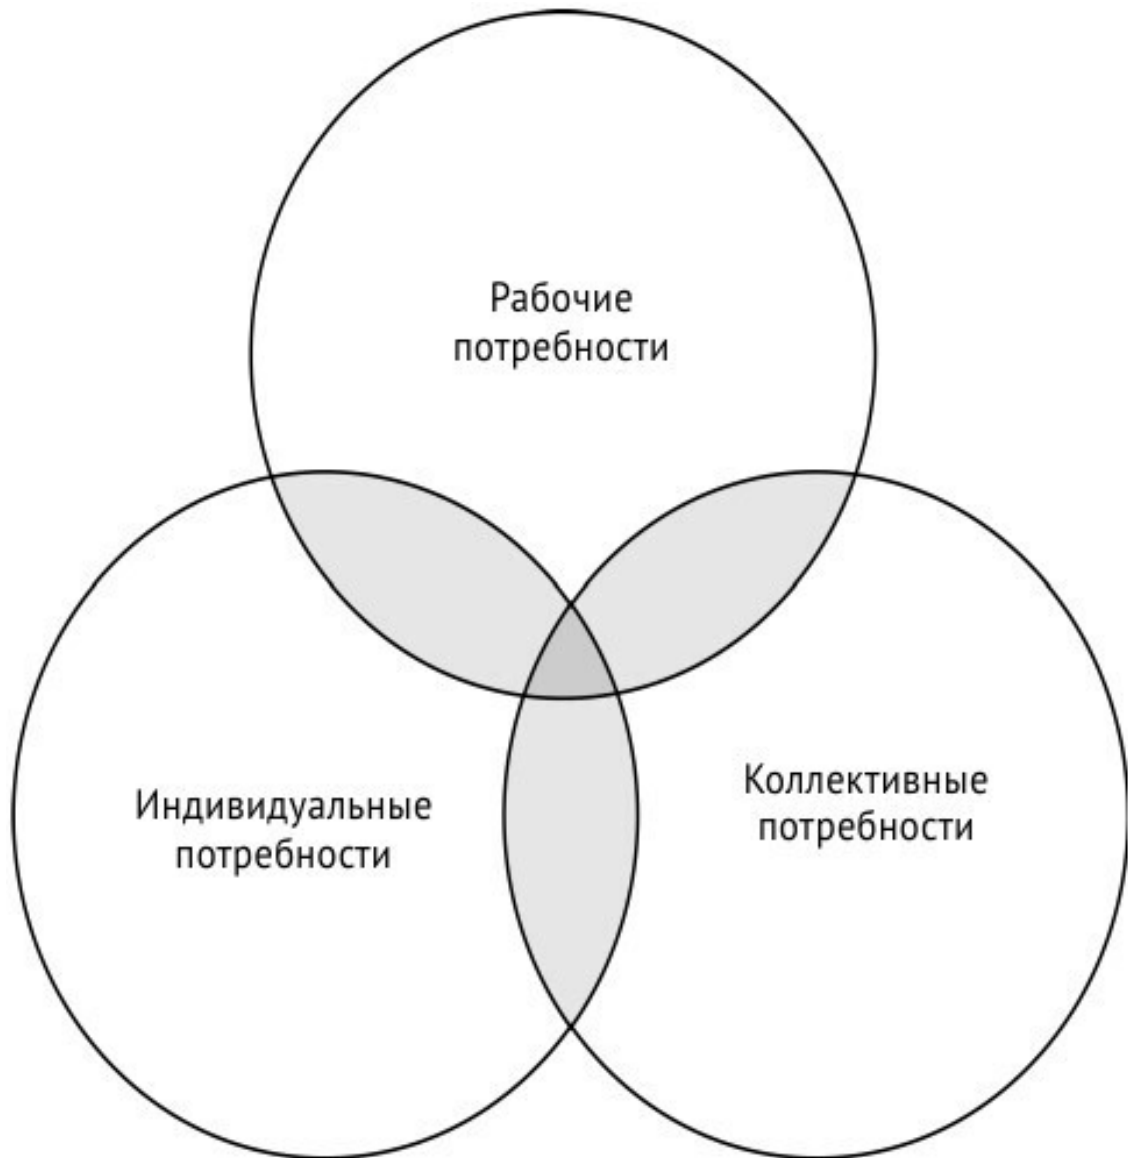 Рабочие
потребности
Индивидуальные
потребности
Коллективные
потребности